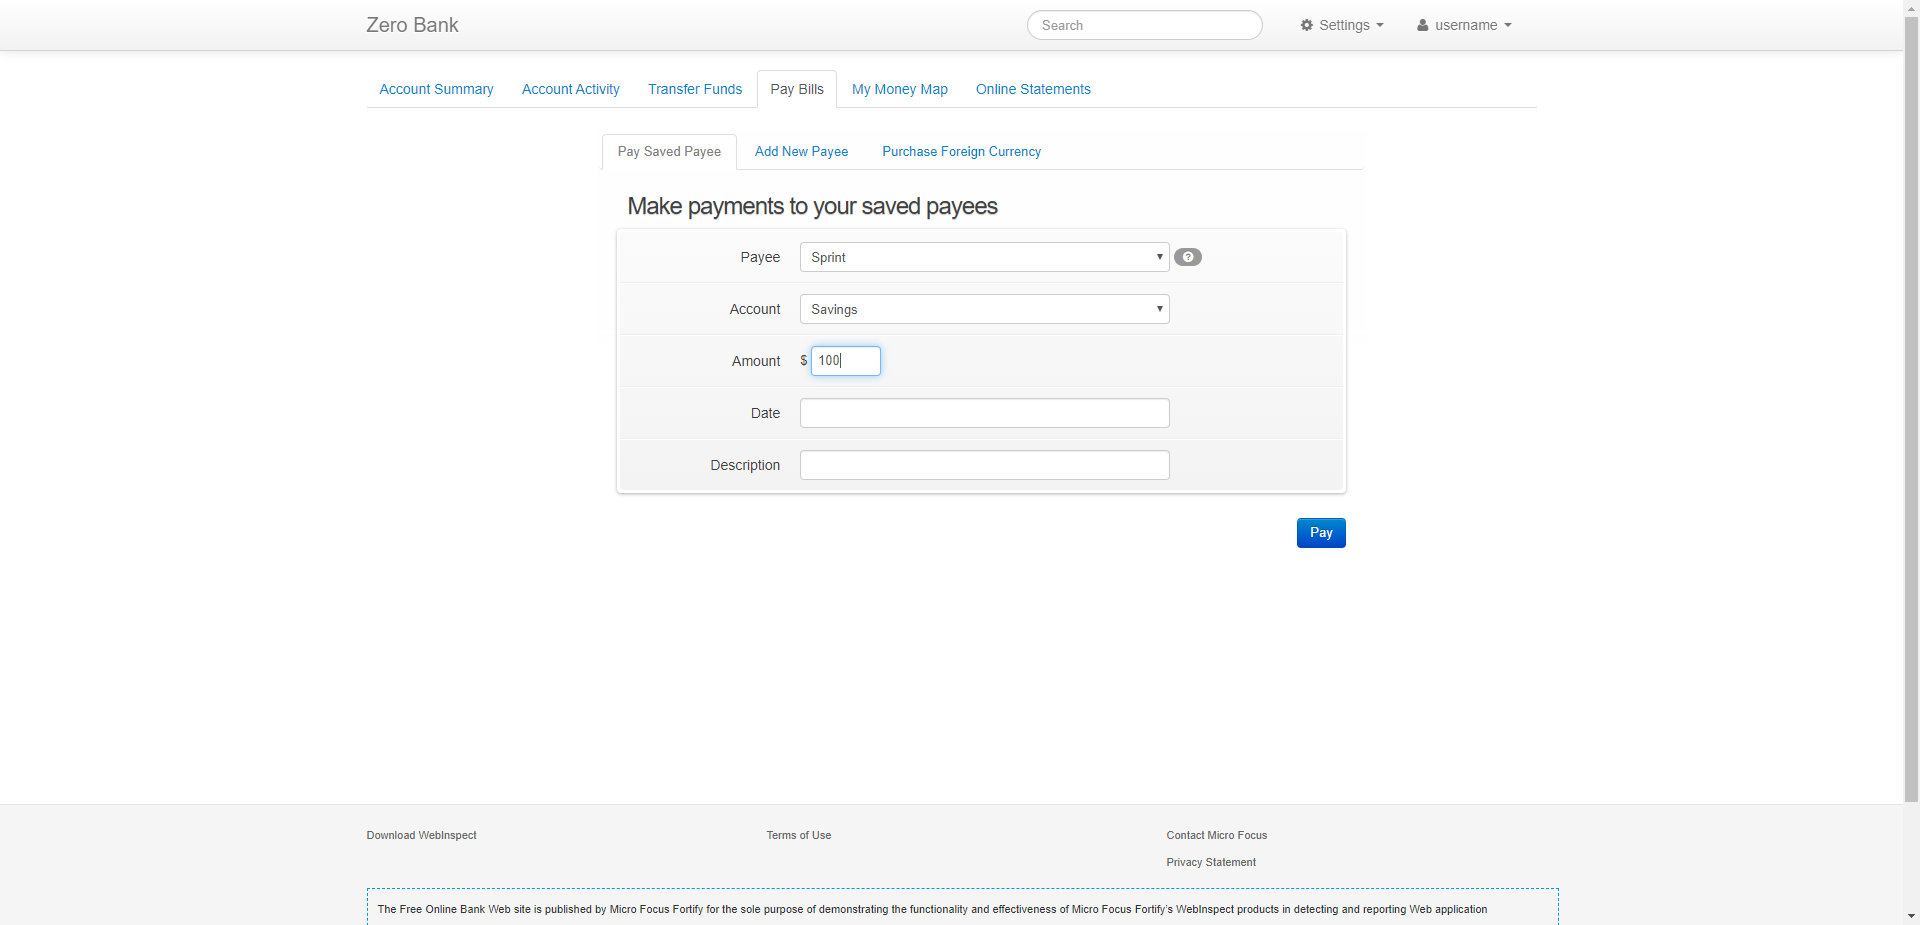 Zero Bank
Search
Settings
username
Account Summary
Account Activity
Transfer Funds
Pay Bills
My Money Map
Online Statements
Pay Saved Payee
Add New Payee
Purchase Foreign Currency
Make payments to your saved payees
Payee
Sprint
?
Account
Savings
Amount
$ 100
Date
Description
Pay
Download WebInspect
Terms of Use
Contact Micro Focus
Privacy Statement
The Free Online Bank Web site is published by Micro Focus Fortify for the sole purpose of demonstrating the functionality and effectiveness of Micro Focus Fortify's WebInspect products in detecting and reporting Web application